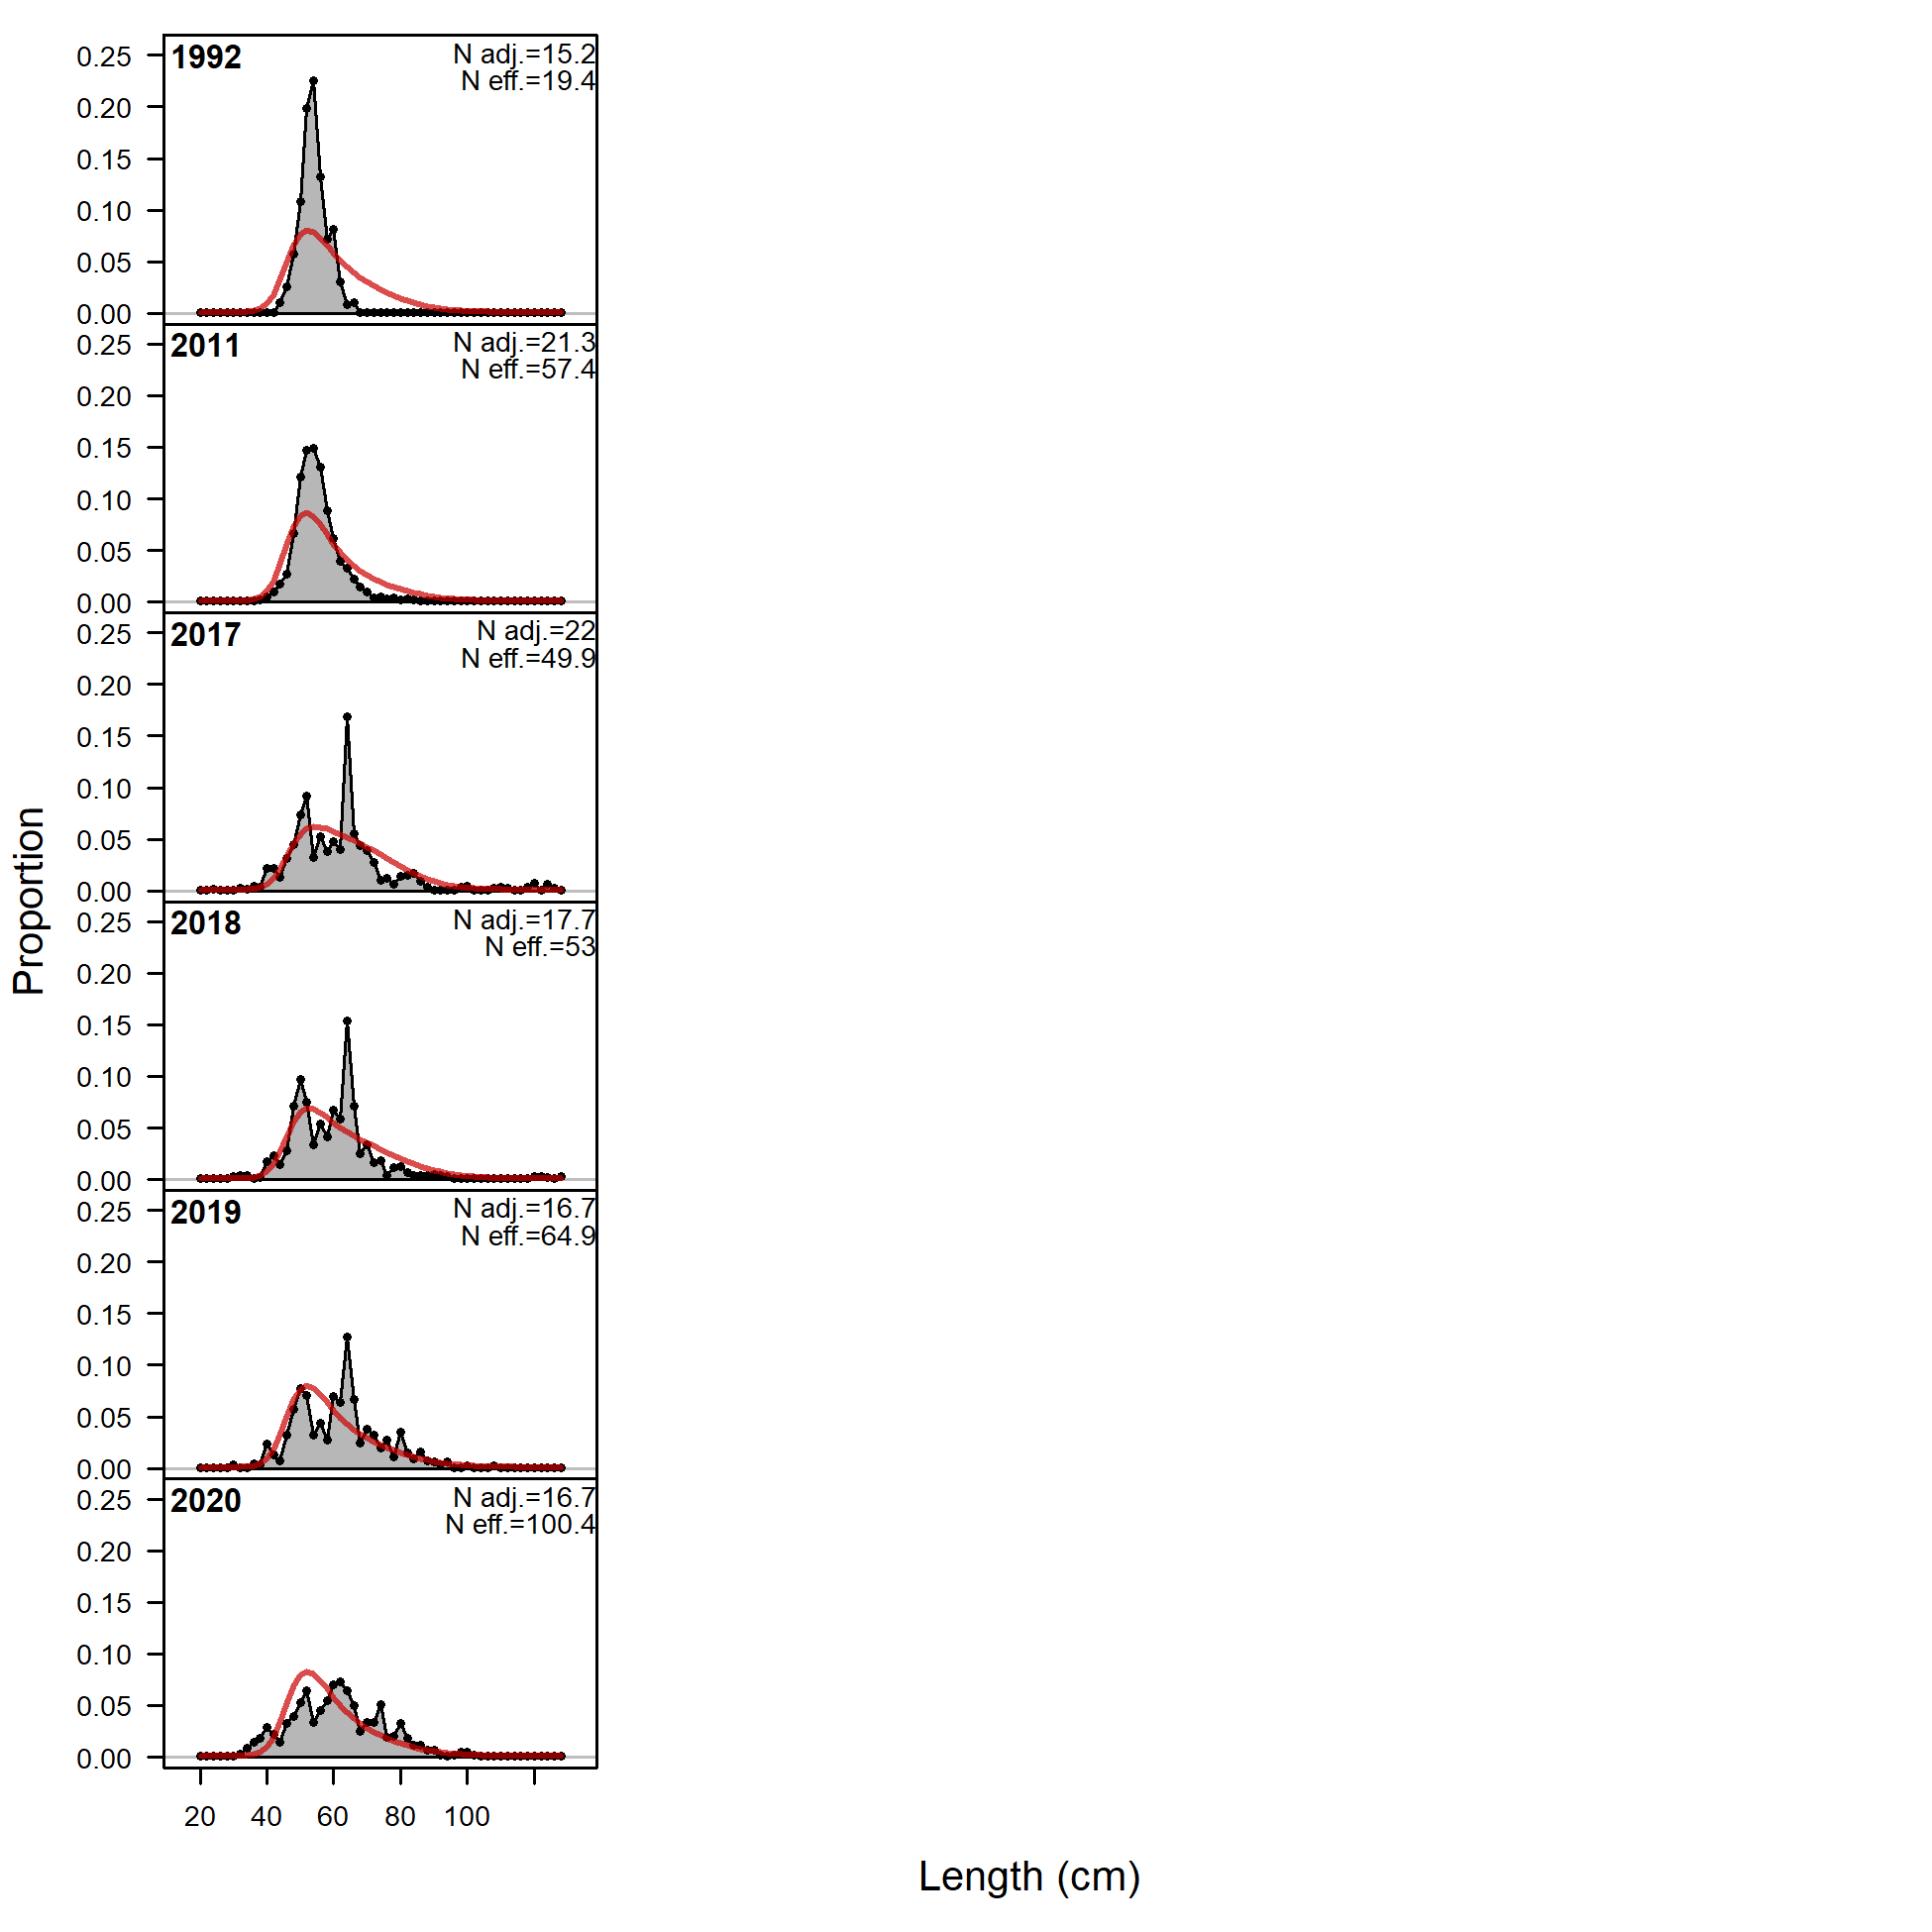 Proportion
1992
N adj.=15.2
N eff.=19.4
0.25
0.20
0.15
0.10
0.05
0.00
2011
N adj.=21.3
N eff.=57.4
0.25
0.20
0.15
0.10
0.05
0.00
2017
N adj.=22
N eff.=49.9
0.25
0.20
0.15
0.10
0.05
0.00
2018
N adj.=17.7
N eff.=53
0.25
0.20
0.15
0.10
0.05
0.00
2019
N adj.=16.7
N eff.=64.9
0.25
0.20
0.15
0.10
0.05
0.00
2020
N adj.=16.7
N eff.=100.4
0.25
0.20
0.15
0.10
0.05
0.00
20 40 60 80 100
Length (cm)